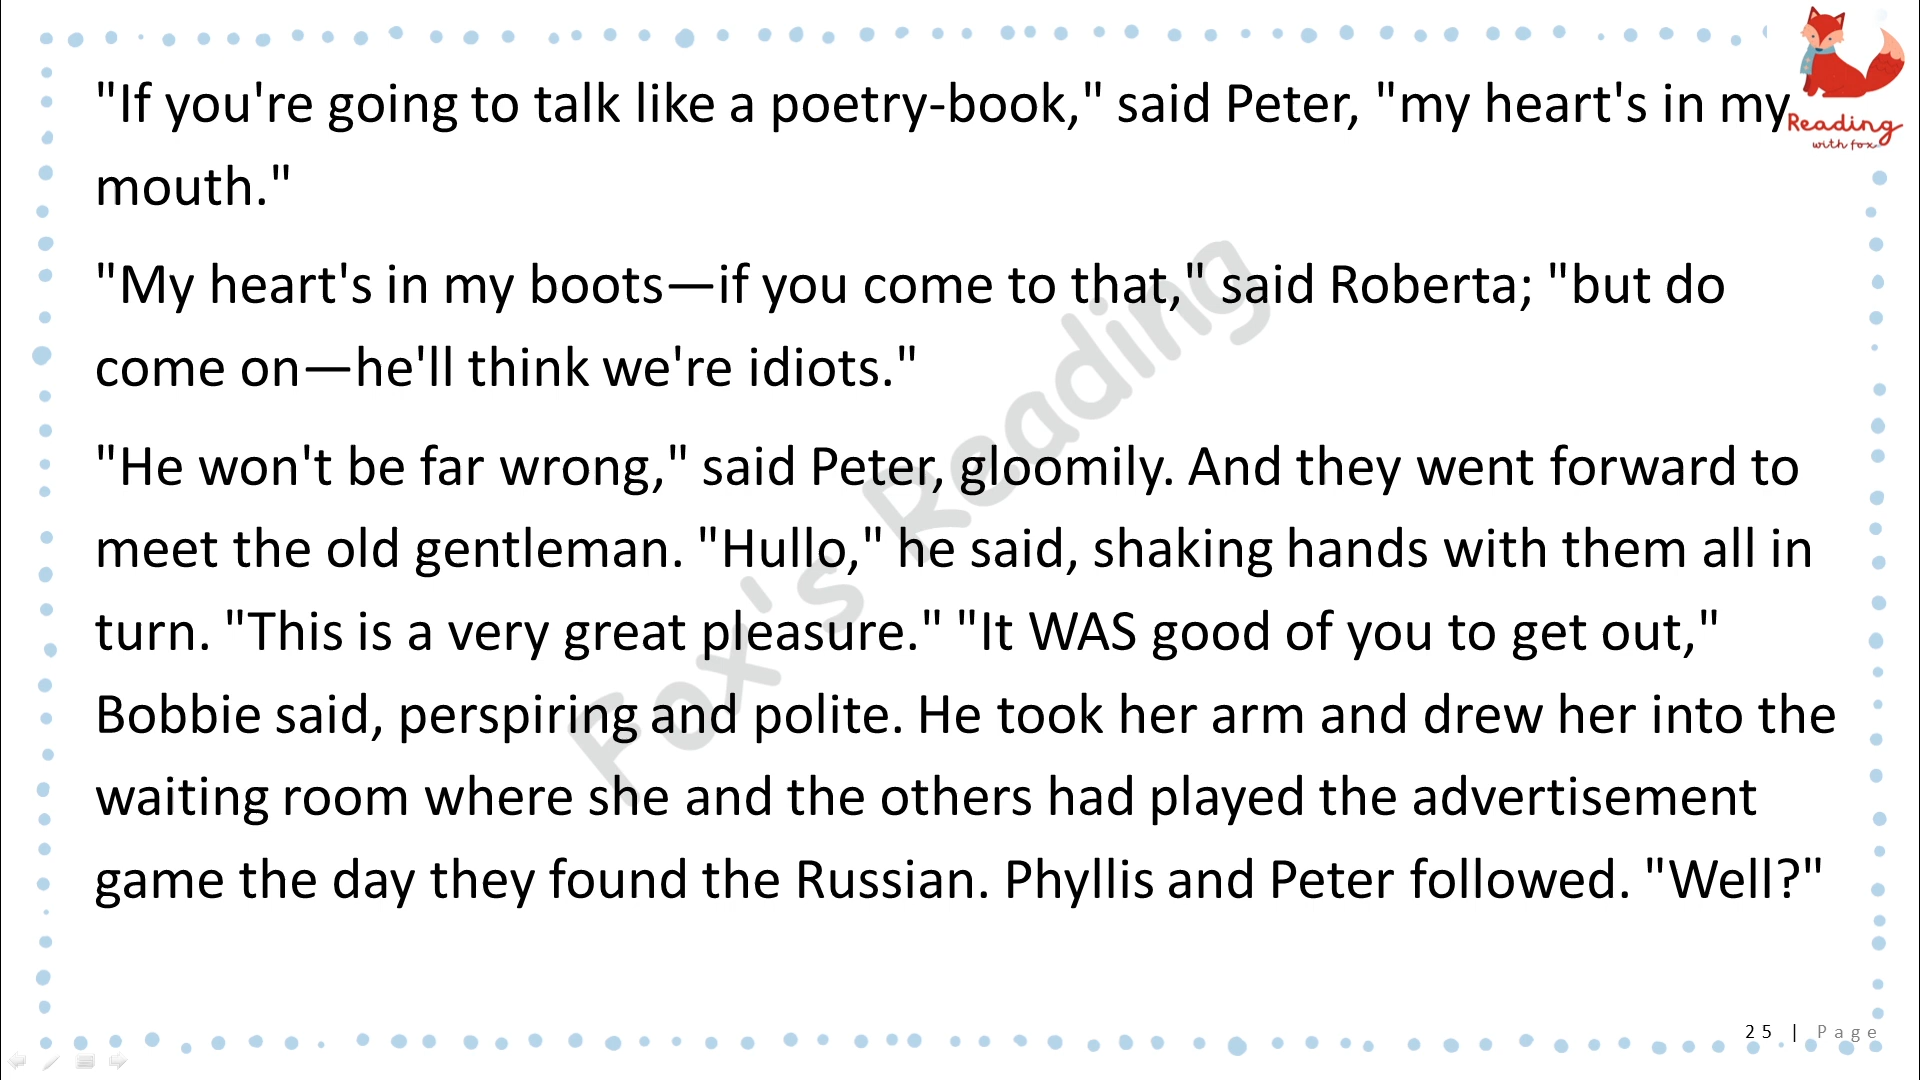 "If you're going to talk like a poetry-book," said Peter, "my heart's in my
mouth."
"My heart's in my boots—if you come to that," said Roberta; "but do
come on—he'll think we're idiots."
"He won't be far wrong," said Peter, gloomily. And they went forward to
meet the old gentleman. "Hullo," he said, shaking hands with them all in
turn. "This is a very great pleasure." "It WAS good of you to get out,"
Bobbie said, perspiring and polite. He took her arm and drew her into the
waiting room where she and the others had played the advertisement
game the day they found the Russian. Phyllis and Peter followed. "Well?"
Reading
with fox
Fox's Reading
25 | Page